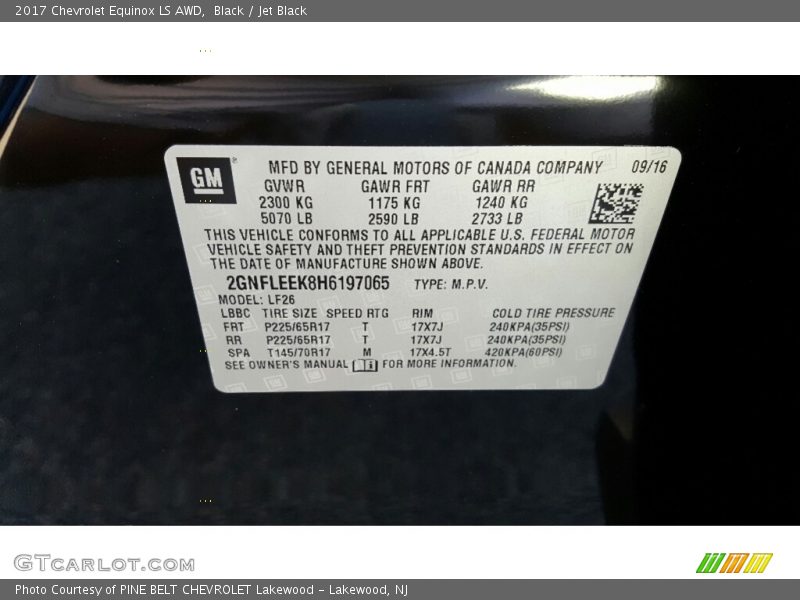 2017 Chevrolet Equinox LS AWD,  Black / Jet Black
GM
MFD BY GENERAL MOTORS OF CANADA COMPANY 09/16
GVWR GAWR FRT GAWR RR
2300 KG 1175 KG 1240 KG
5070 LB 2590 LB 2733 LB
THIS VEHICLE CONFORMS TO ALL APPLICABLE U.S. FEDERAL MOTOR
VEHICLE SAFETY AND THEFT PREVENTION STANDARDS IN EFFECT ON
THE DATE OF MANUFACTURE SHOWN ABOVE.
2GNFLEEK8H6197065 TYPE: M.P.V.
MODEL: LF26
LBBC TIRE SIZE SPEED RTG RIM COLD TIRE PRESSURE
FRT P225/65R17 T 17X7J 240KPA(35PSI)
RR P225/65R17 T 17X7J 240KPA(35PSI)
SPA T145/70R17 M 17X4.5T 420KPA(60PSI)
SEE OWNER'S MANUAL FOR MORE INFORMATION.
GTCARLOT.COM
Photo Courtesy of PINE BELT CHEVROLET Lakewood - Lakewood, NJ